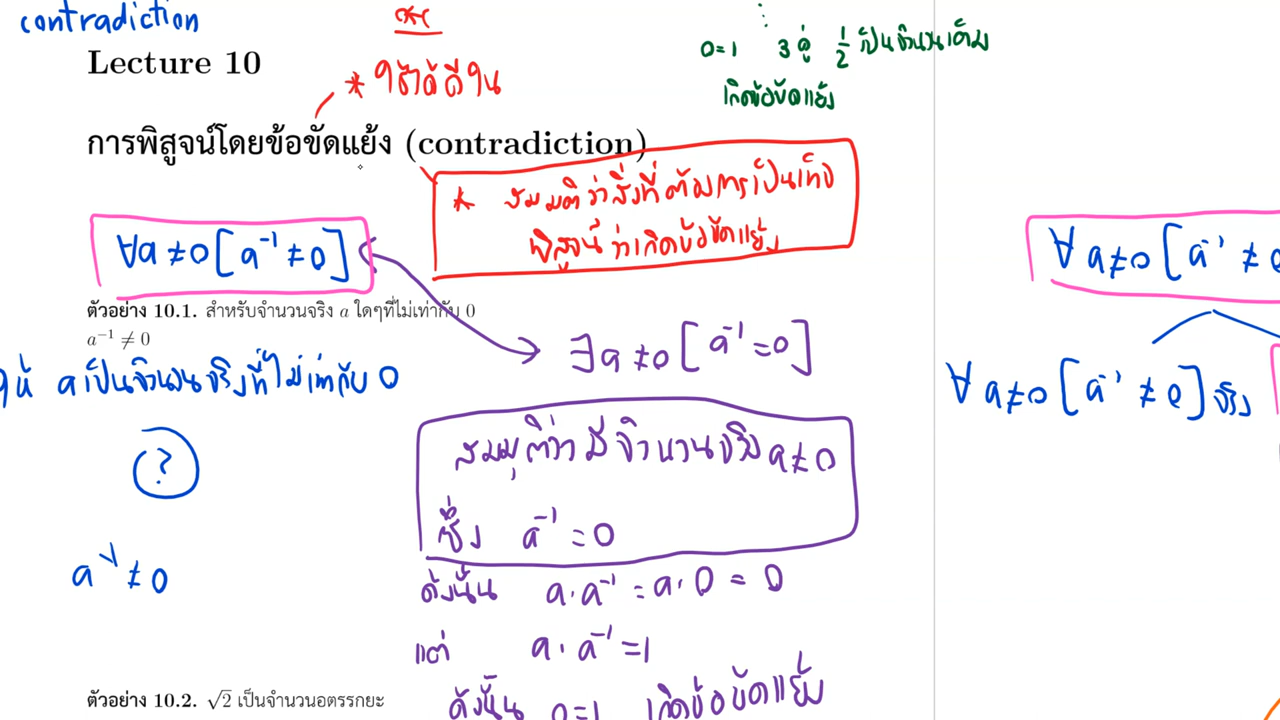 contradiction
Lecture 10
* ใช้ได้ดีใน
0=1 3 คู่ 1/2 เป็นจำนวนเต็ม
เกิดข้อขัดแย้ง
การพิสูจน์โดยข้อขัดแย้ง (contradiction)
* สมมติว่าสิ่งที่ต้องการเป็นเท็จ
พิสูจน์ว่าเกิดข้อขัดแย้ง
∀a≠0[a⁻¹≠0]
∀a≠0[a⁻¹≠0
ตัวอย่าง 10.1. สำหรับจำนวนจริง a ใดๆที่ไม่เท่ากับ 0
a⁻¹ ≠ 0
∃a≠0[a⁻¹=0]
ให้ a เป็นจำนวนจริงที่ไม่เท่ากับ 0
∀a≠0[a⁻¹≠0] จริง
?
สมมุติว่ามีจำนวนจริง a≠0
ซึ่ง a⁻¹=0
a⁻¹≠0
ดังนั้น a·a⁻¹=a·0=0
แต่ a·a⁻¹=1
ตัวอย่าง 10.2. √2 เป็นจำนวนอตรรกยะ
ดังนั้น 0=1 เกิดข้อขัดแย้ง